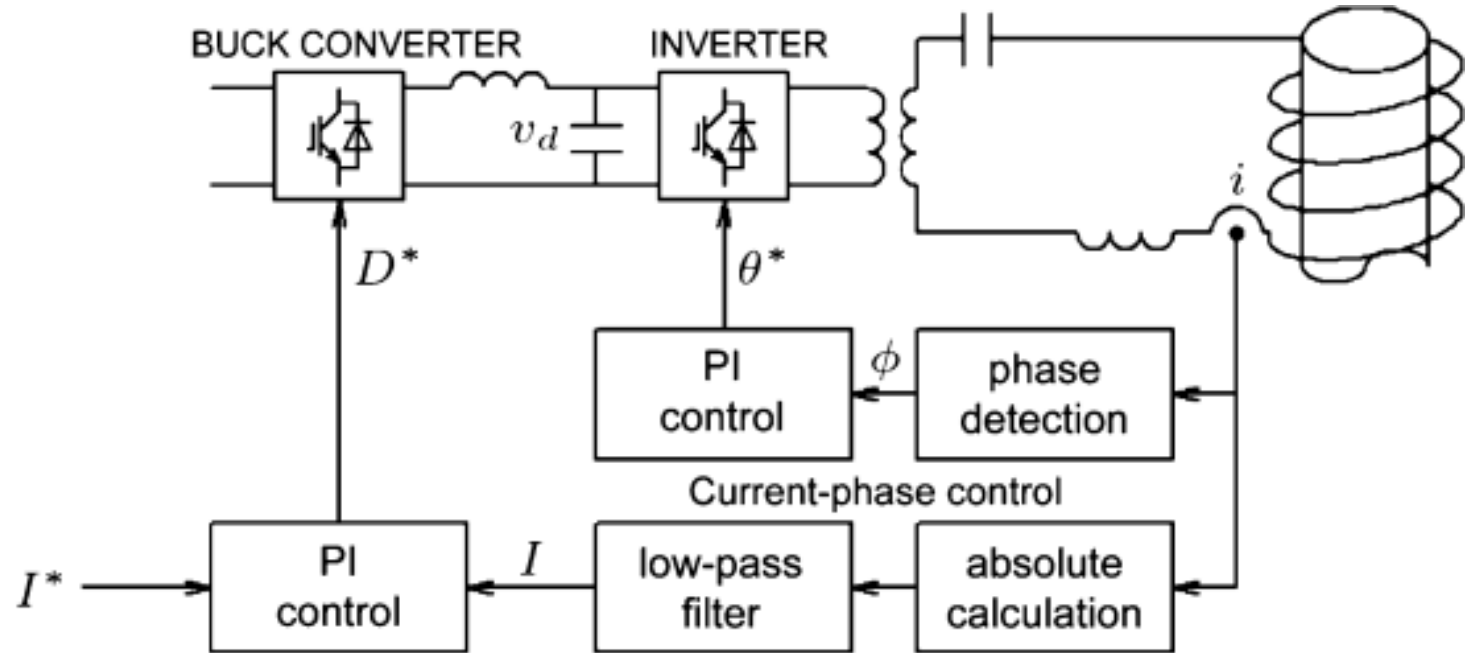 BUCK CONVERTER
INVERTER
v_d
i
D*
θ*
PI
control
ϕ
phase
detection
Current-phase control
I*
PI
control
I
low-pass
filter
absolute
calculation